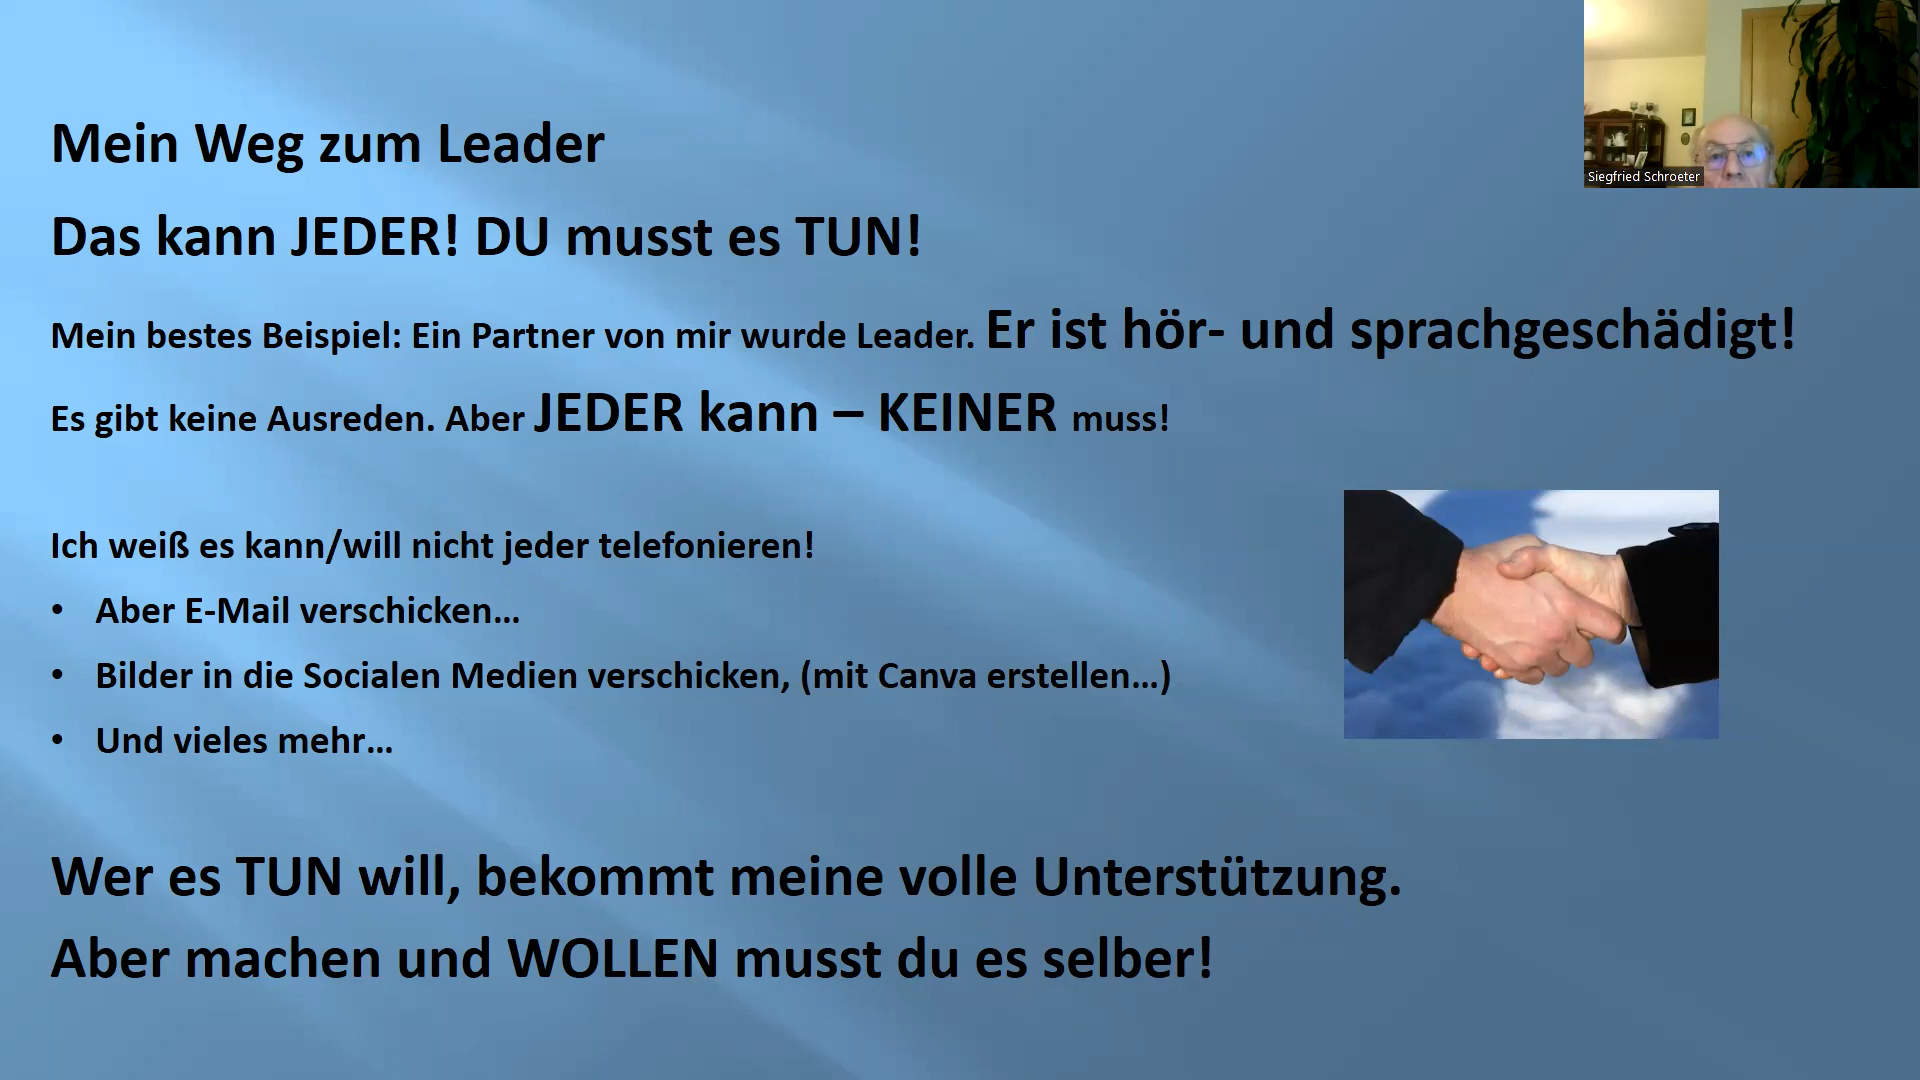 Siegfried Schroeter
Mein Weg zum Leader
Das kann JEDER! DU musst es TUN!
Mein bestes Beispiel: Ein Partner von mir wurde Leader. Er ist hör- und sprachgeschädigt!
Es gibt keine Ausreden. Aber JEDER kann – KEINER muss!
Ich weiß es kann/will nicht jeder telefonieren!
• Aber E-Mail verschicken…
• Bilder in die Socialen Medien verschicken, (mit Canva erstellen…)
• Und vieles mehr…
Wer es TUN will, bekommt meine volle Unterstützung.
Aber machen und WOLLEN musst du es selber!